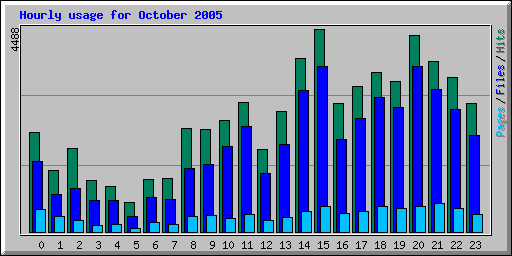 Hourly usage for October 2005
4488
Pages/Files/Hits
0 1 2 3 4 5 6 7 8 9 10 11 12 13 14 15 16 17 18 19 20 21 22 23